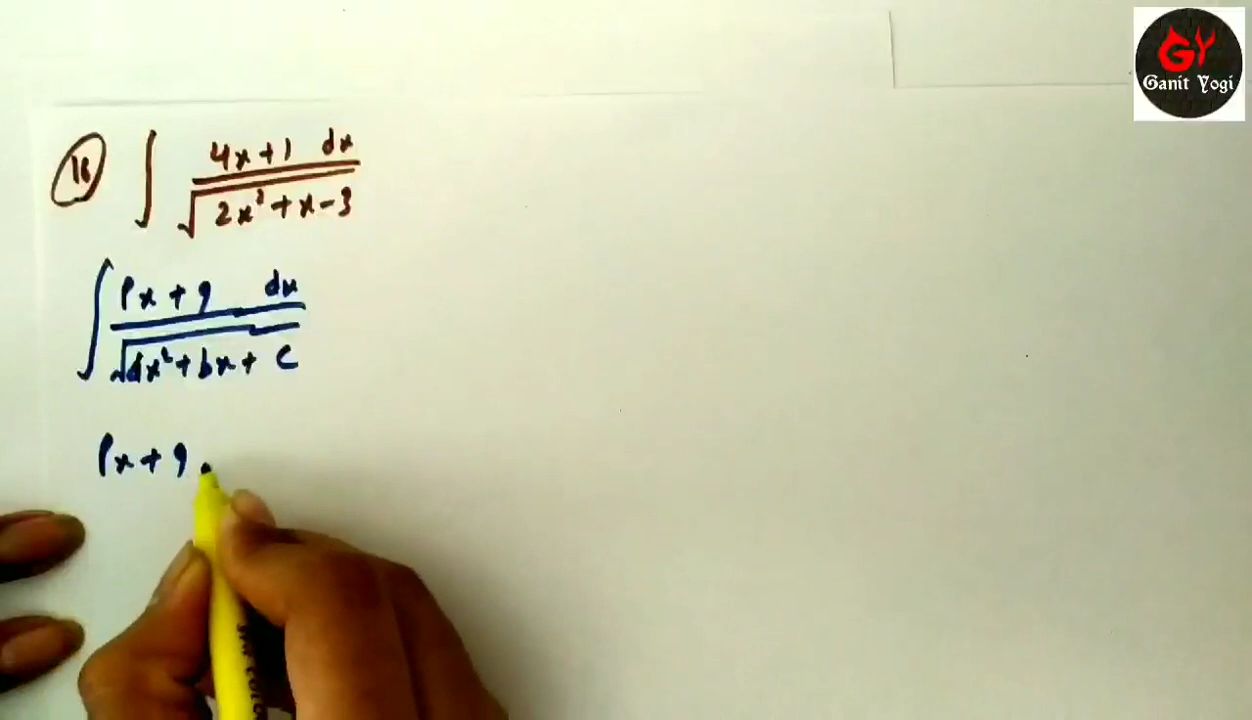 GY
Ganit Yogi
16 ∫ 4x+1 dx
√2x²+x-3
∫ Px+q dx
√ax²+bx+c
Px+q